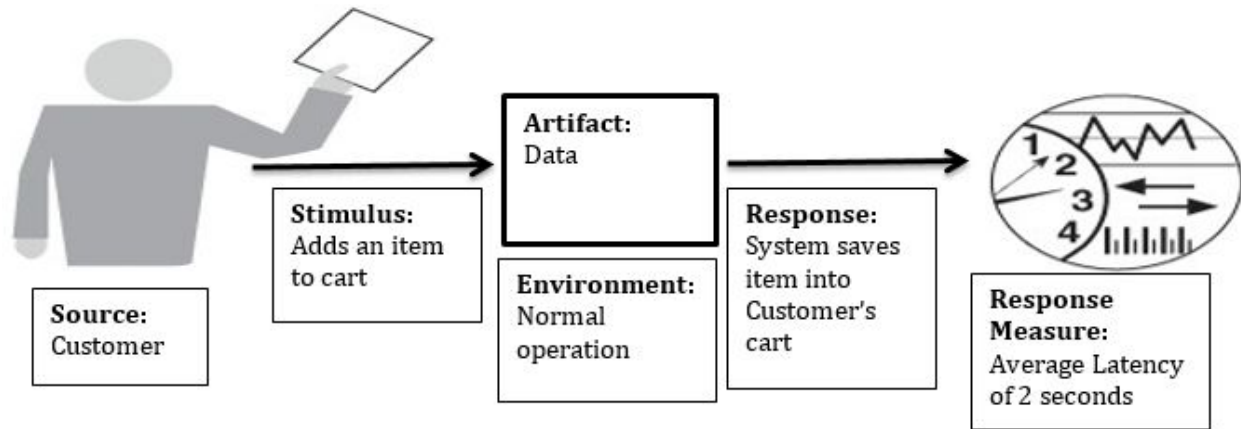 Source:
Customer
Stimulus:
Adds an item
to cart
Artifact:
Data
Environment:
Normal
operation
Response:
System saves
item into
Customer's
cart
1
2
3
4
Response
Measure:
Average Latency
of 2 seconds